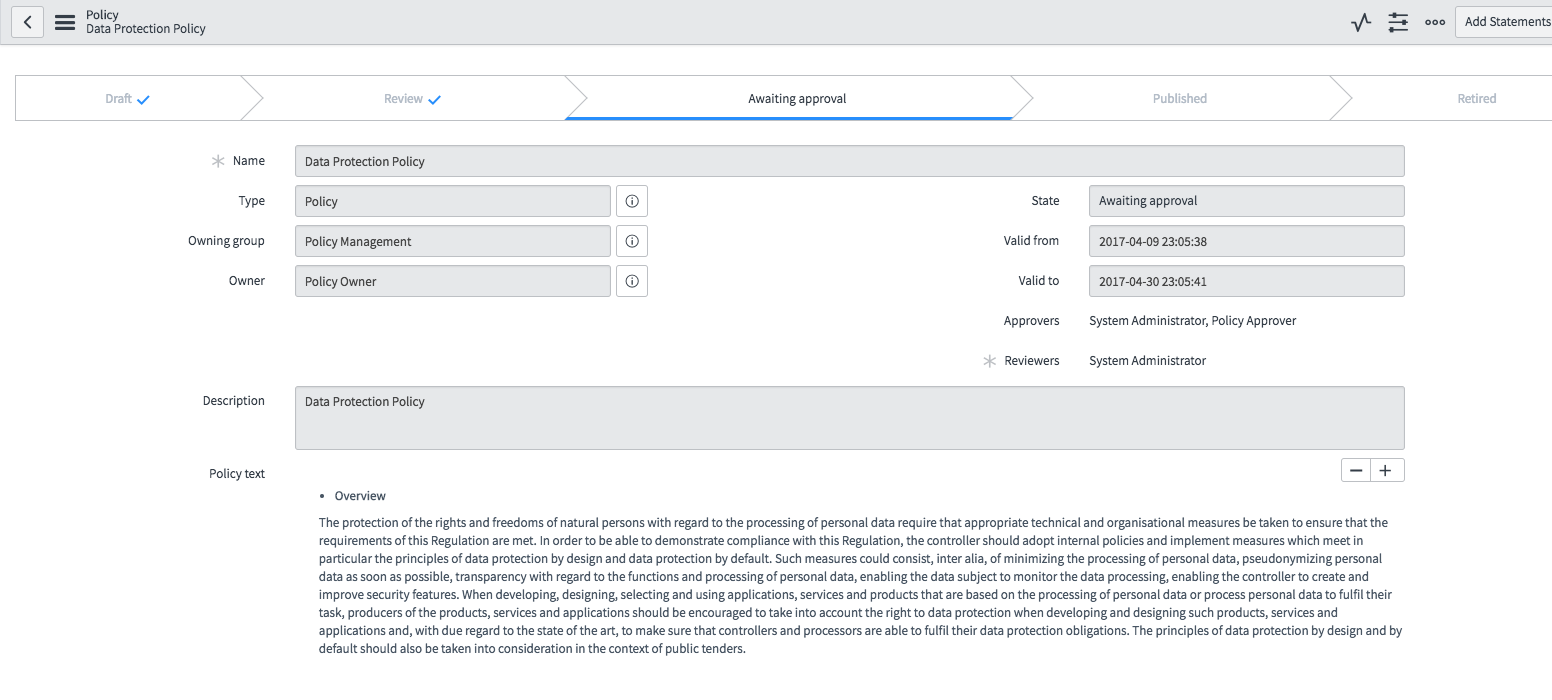 Policy
Data Protection Policy
Add Statements
Draft
Review
Awaiting approval
Published
Retired
Name
Data Protection Policy
Type
Policy
State
Awaiting approval
Owning group
Policy Management
Valid from
2017-04-09 23:05:38
Owner
Policy Owner
Valid to
2017-04-30 23:05:41
Approvers
System Administrator, Policy Approver
Reviewers
System Administrator
Description
Data Protection Policy
Policy text
• Overview
The protection of the rights and freedoms of natural persons with regard to the processing of personal data require that appropriate technical and organisational measures be taken to ensure that the
requirements of this Regulation are met. In order to be able to demonstrate compliance with this Regulation, the controller should adopt internal policies and implement measures which meet in
particular the principles of data protection by design and data protection by default. Such measures could consist, inter alia, of minimizing the processing of personal data, pseudonymizing personal
data as soon as possible, transparency with regard to the functions and processing of personal data, enabling the data subject to monitor the data processing, enabling the controller to create and
improve security features. When developing, designing, selecting and using applications, services and products that are based on the processing of personal data or process personal data to fulfil their
task, producers of the products, services and applications should be encouraged to take into account the right to data protection when developing and designing such products, services and
applications and, with due regard to the state of the art, to make sure that controllers and processors are able to fulfil their data protection obligations. The principles of data protection by design and by
default should also be taken into consideration in the context of public tenders.